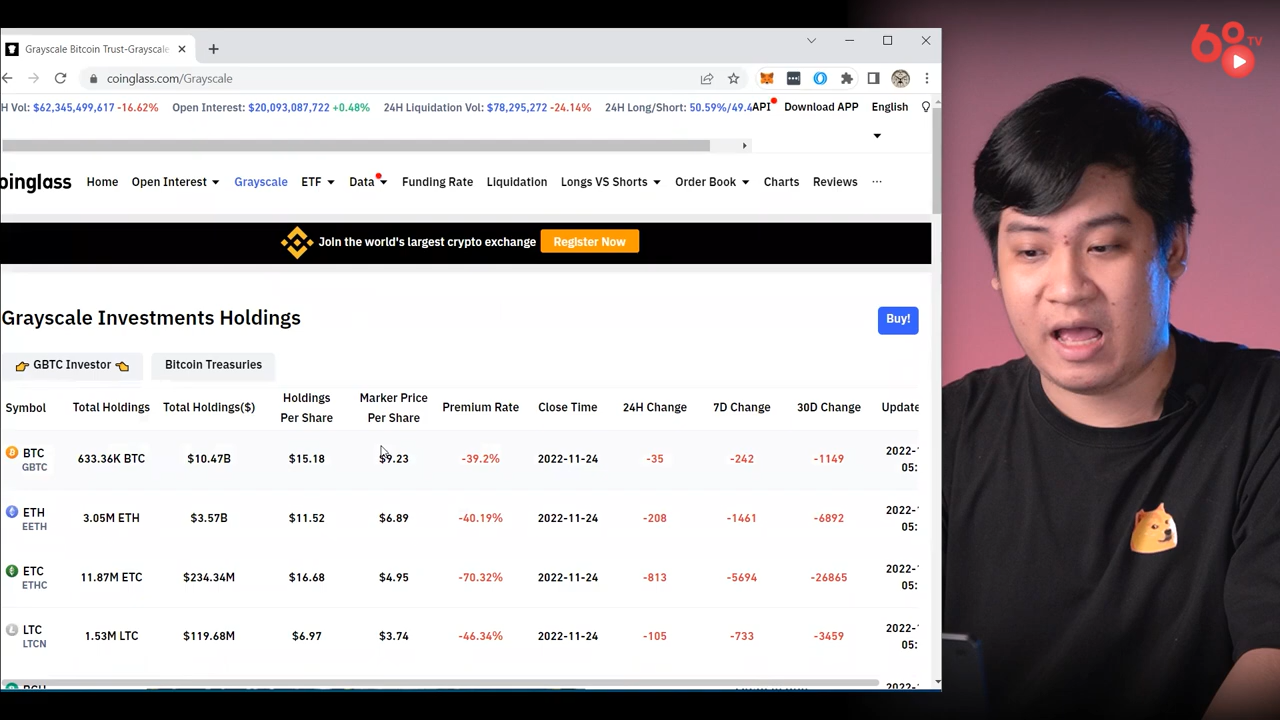 68
TV
Grayscale Bitcoin Trust-Grayscale
coinglass.com/Grayscale
H Vol: $62,345,499,617 -16.62% Open Interest: $20,093,087,722 +0.48% 24H Liquidation Vol: $78,295,272 -24.14% 24H Long/Short: 50.59%/49.4 API Download APP English
oinglass Home Open Interest Grayscale ETF Data Funding Rate Liquidation Longs VS Shorts Order Book Charts Reviews ...
Join the world's largest crypto exchange Register Now
Grayscale Investments Holdings Buy!
GBTC Investor Bitcoin Treasuries
Symbol Total Holdings Total Holdings($) Holdings Per Share Marker Price Per Share Premium Rate Close Time 24H Change 7D Change 30D Change Update
BTC GBTC 633.36K BTC $10.47B $15.18 $9.23 -39.2% 2022-11-24 -35 -242 -1149 2022- 05:
ETH EETH 3.05M ETH $3.57B $11.52 $6.89 -40.19% 2022-11-24 -208 -1461 -6892 2022- 05:
ETC ETHC 11.87M ETC $234.34M $16.68 $4.95 -70.32% 2022-11-24 -813 -5694 -26865 2022- 05:
LTC LTCN 1.53M LTC $119.68M $6.97 $3.74 -46.34% 2022-11-24 -105 -733 -3459 2022- 05:
2022-